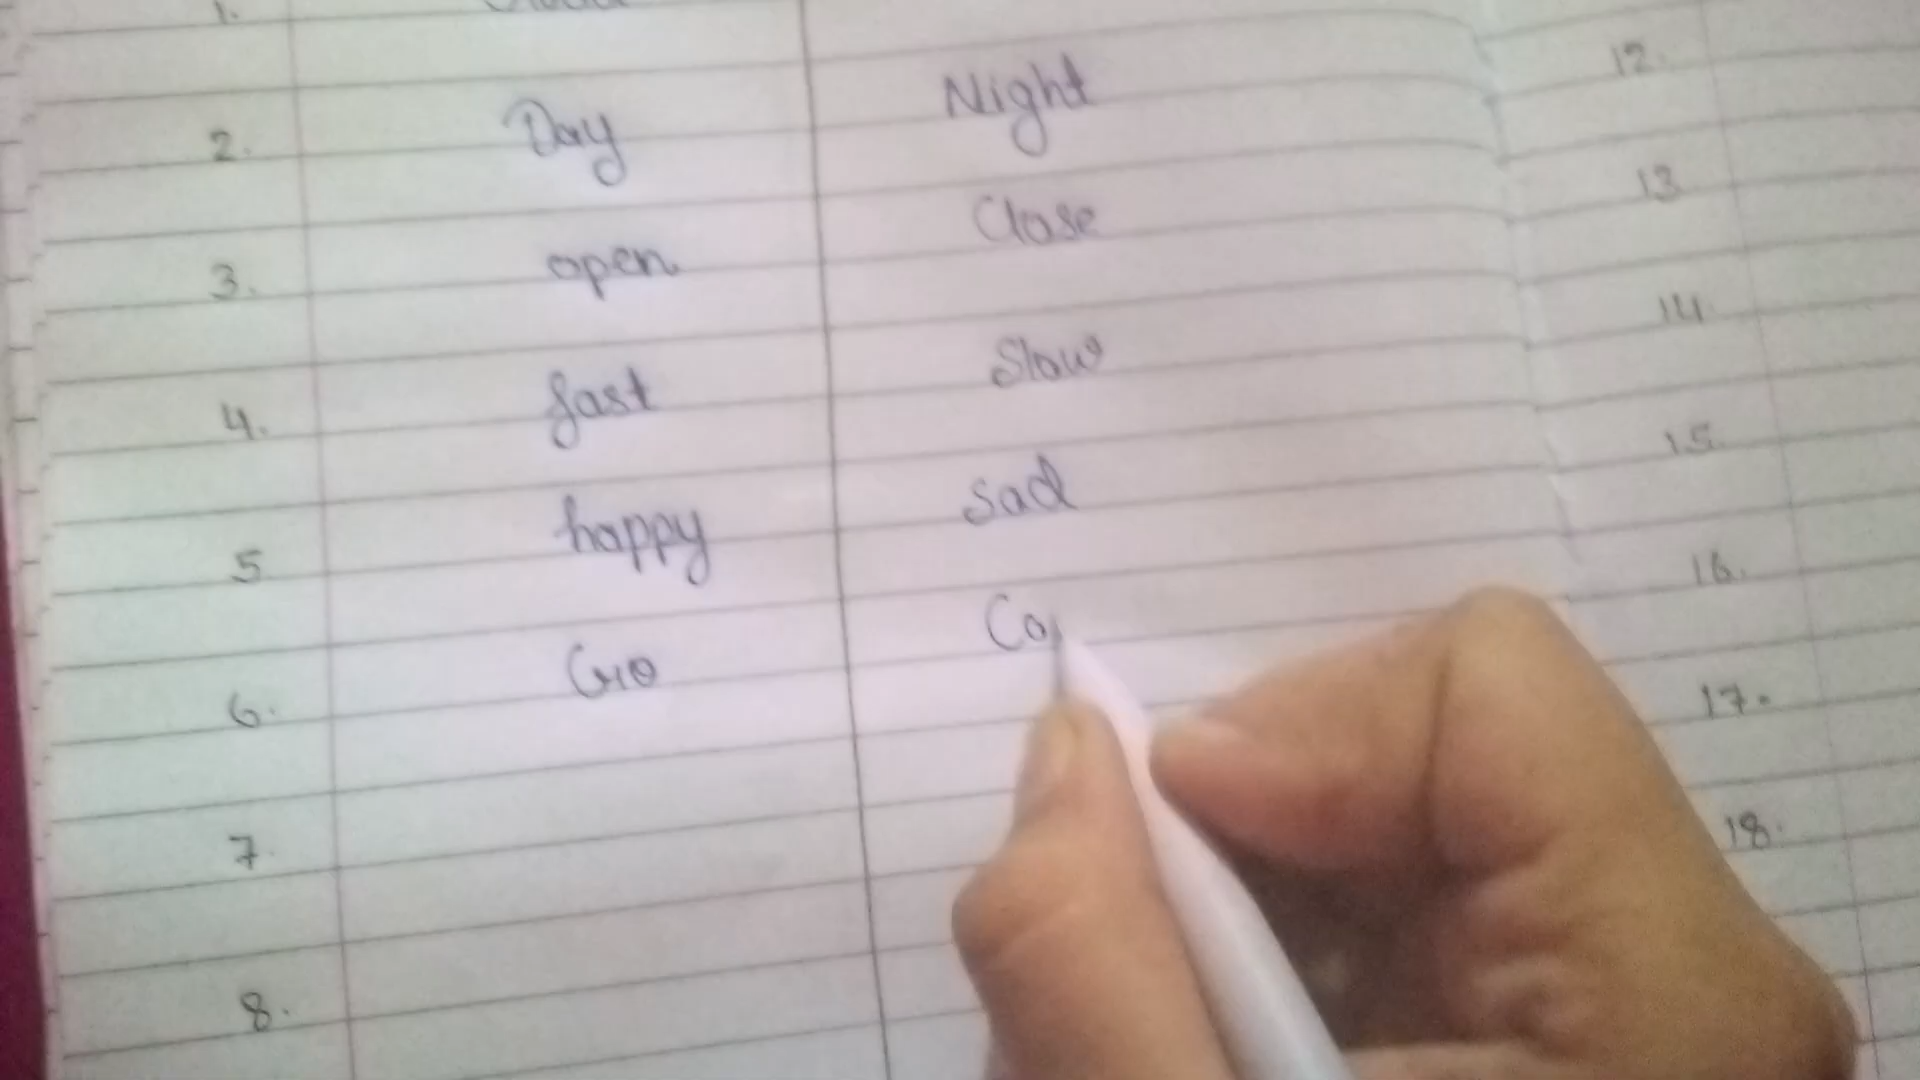 1.
2. Day Night 12.
3. open Close 13
4. fast Slow 14.
5 happy sad 15.
6. Go Co 16.
7. 17.
8. 18.